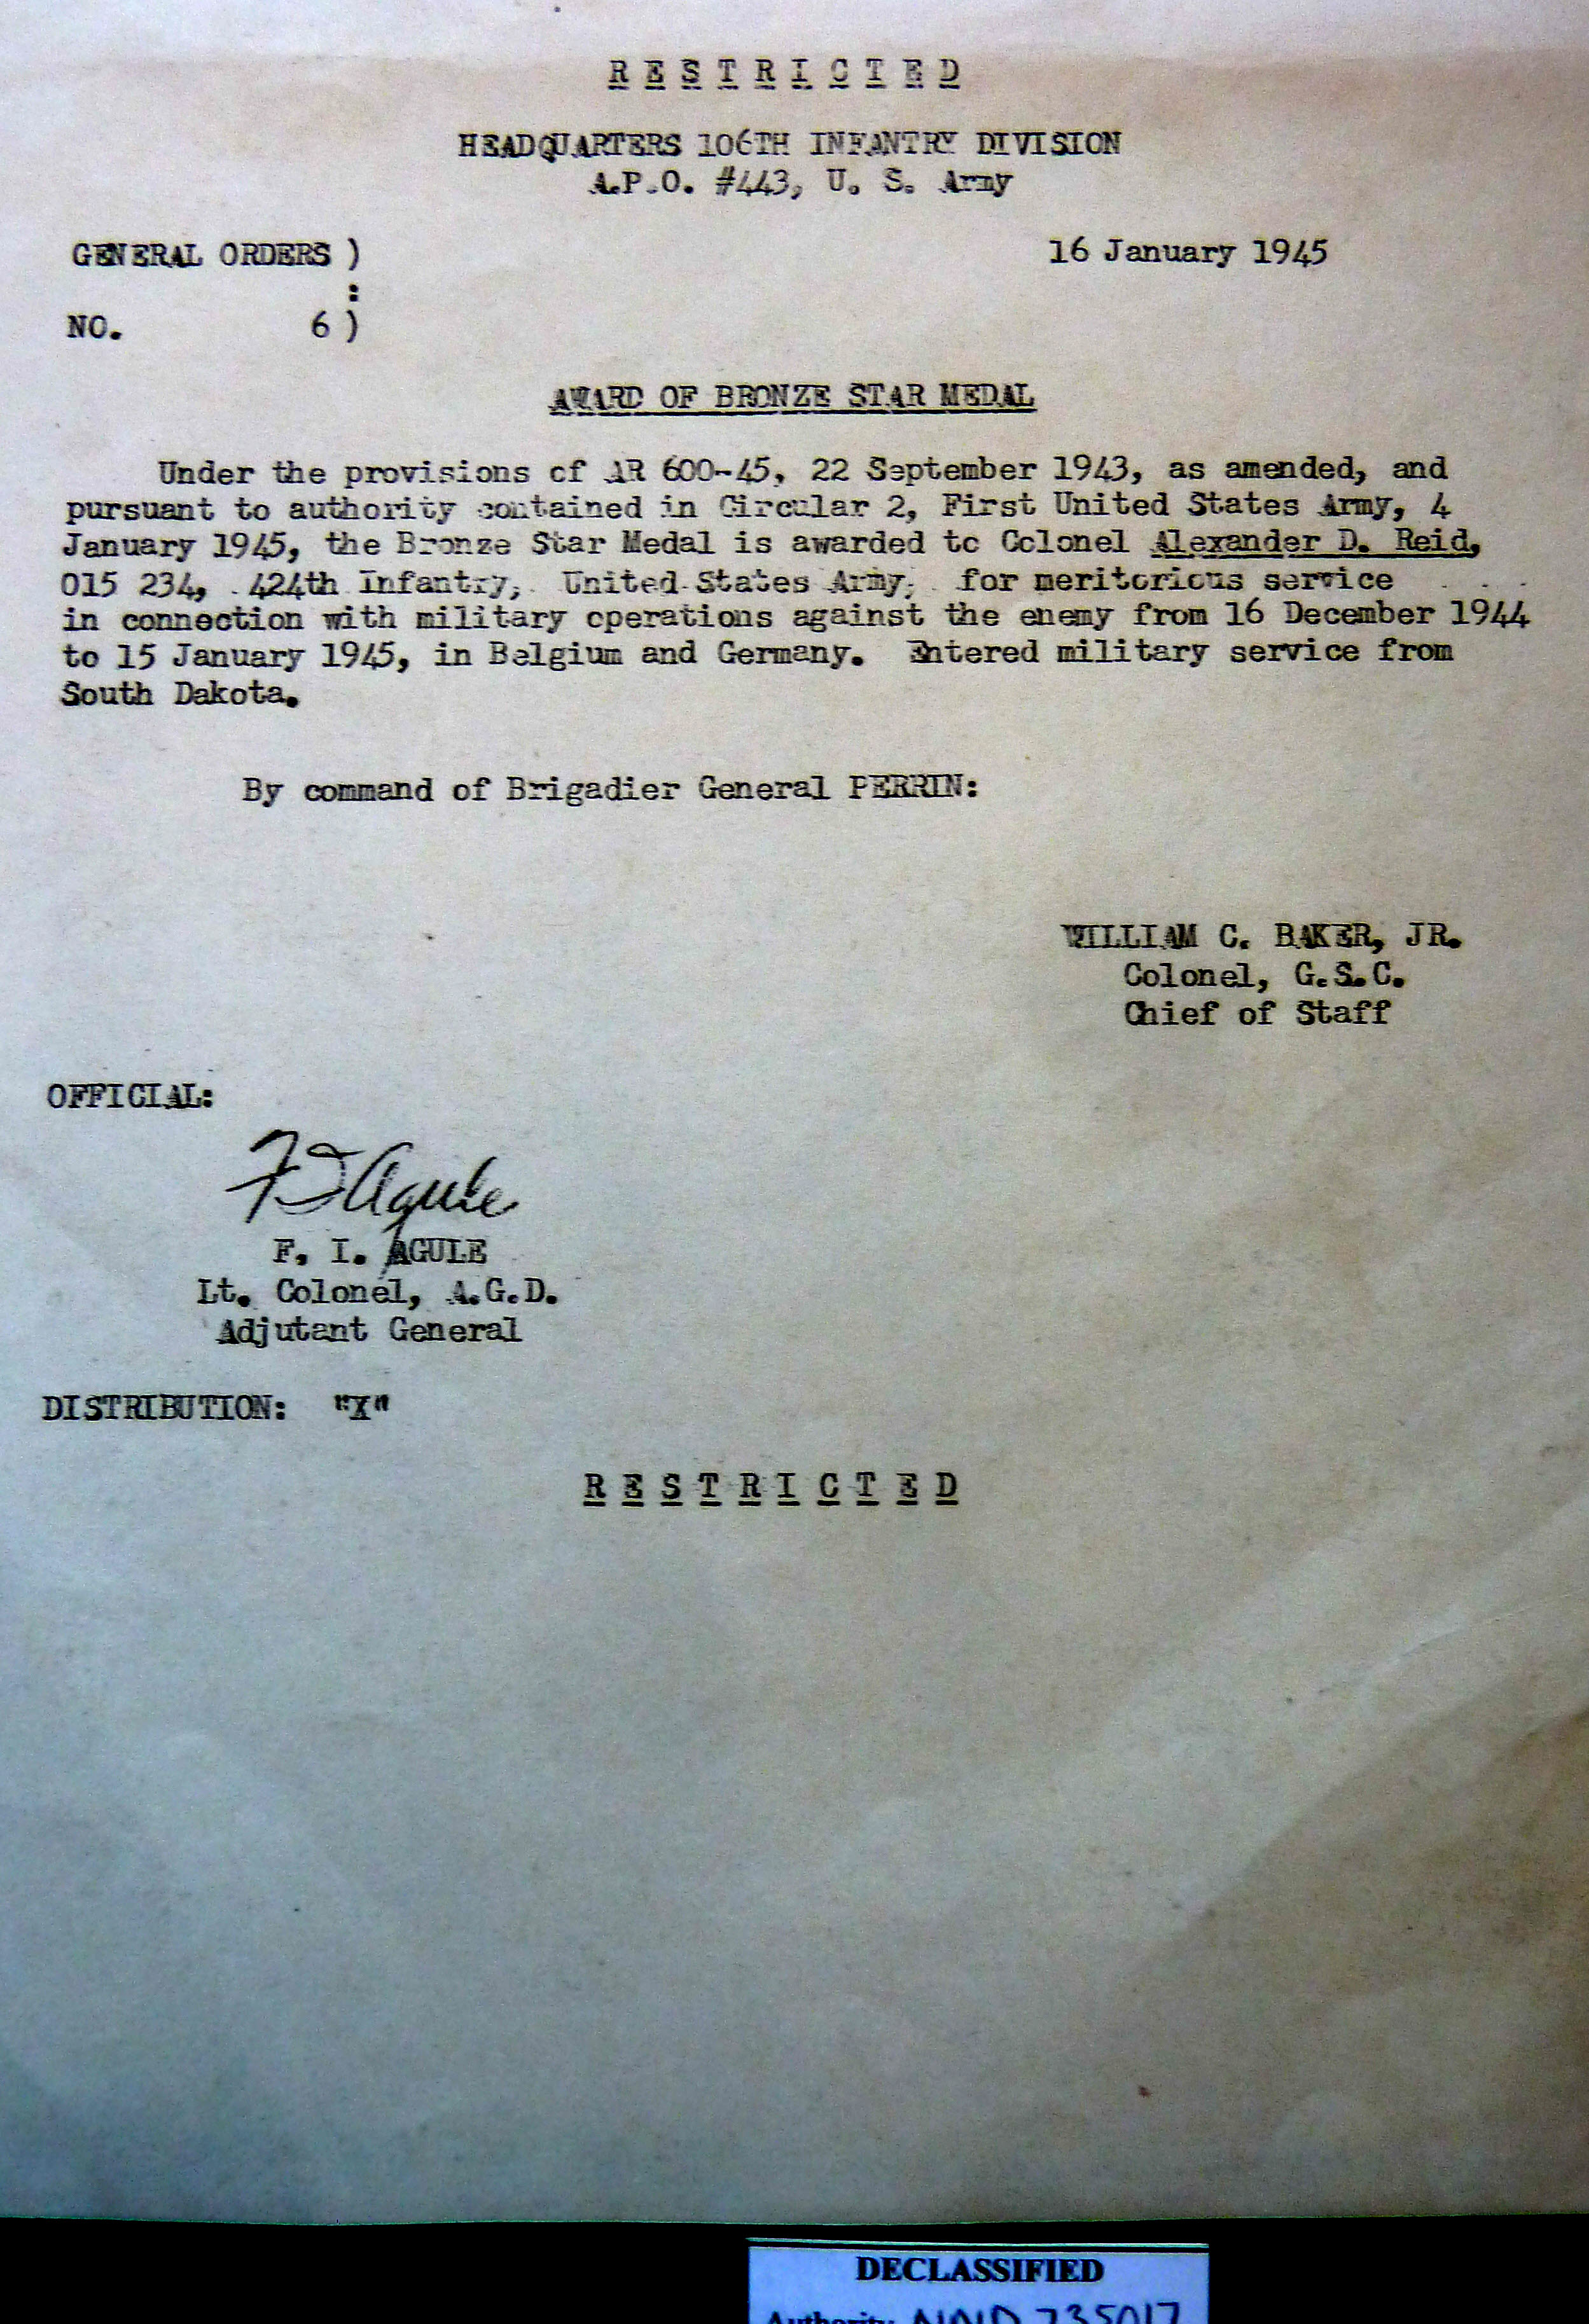 R E S T R I C T E D
HEADQUARTERS 106TH INFANTRY DIVISION
A.P.O. #443, U. S. Army
GENERAL ORDERS ) 16 January 1945
:
NO. 6 )
AWARD OF BRONZE STAR MEDAL
Under the provisions of AR 600-45, 22 September 1943, as amended, and
pursuant to authority contained in Circular 2, First United States Army, 4
January 1945, the Bronze Star Medal is awarded to Colonel Alexander D. Reid,
015 234, 424th Infantry, United States Army, for meritorious service
in connection with military operations against the enemy from 16 December 1944
to 15 January 1945, in Belgium and Germany. Entered military service from
South Dakota.
By command of Brigadier General PERRIN:
WILLIAM C. BAKER, JR.
Colonel, G.S.C.
Chief of Staff
OFFICIAL:
F I Agule
F. I. AGULE
Lt. Colonel, A.G.D.
Adjutant General
DISTRIBUTION: "X"
R E S T R I C T E D
DECLASSIFIED
Authority NND 735017